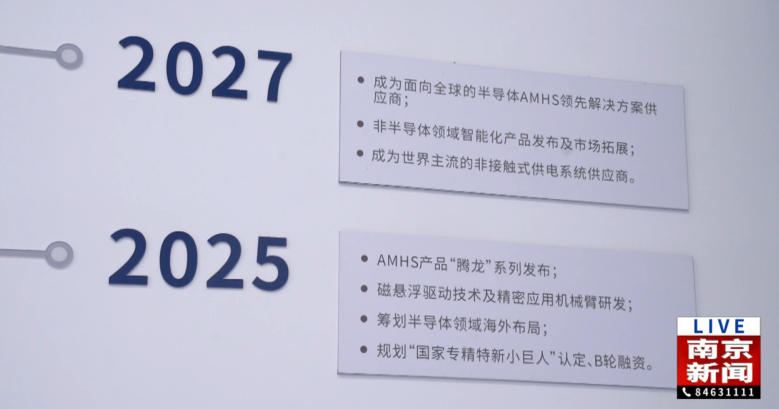 2027
• 成为面向全球的半导体AMHS领先解决方案供
应商；
• 非半导体领域智能化产品发布及市场拓展；
• 成为世界主流的非接触式供电系统供应商。
2025
• AMHS产品“腾龙”系列发布；
• 磁悬浮驱动技术及精密应用机械臂研发；
• 筹划半导体领域海外布局；
• 规划“国家专精特新小巨人”认定、B轮融资。
LIVE
南京
新闻
84631111